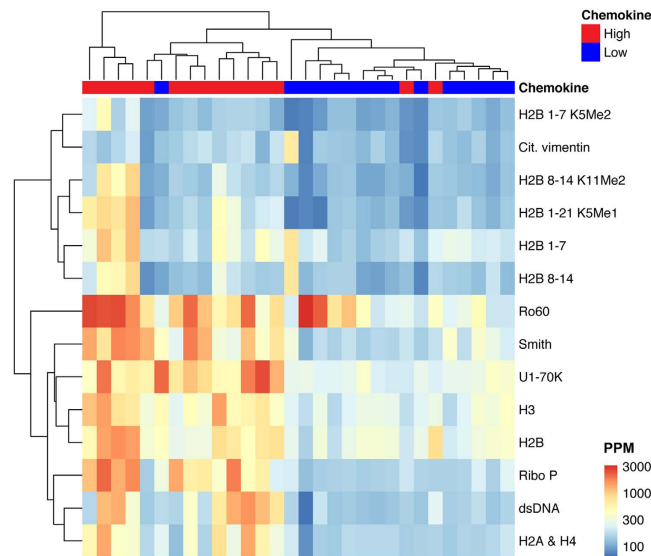 Chemokine
High
Low
Chemokine
H2B 1-7 K5Me2
Cit. vimentin
H2B 8-14 K11Me2
H2B 1-21 K5Me1
H2B 1-7
H2B 8-14
Ro60
Smith
U1-70K
H3
H2B
Ribo P
dsDNA
H2A & H4
PPM
3000
1000
300
100